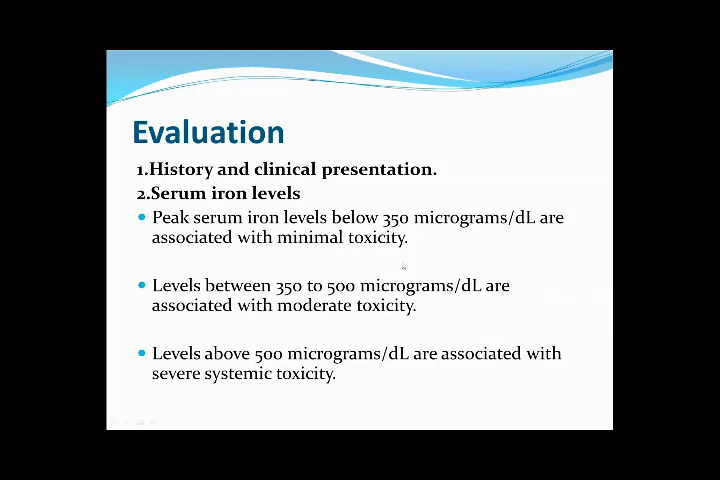 Evaluation
1.History and clinical presentation.
2.Serum iron levels
• Peak serum iron levels below 350 micrograms/dL are
associated with minimal toxicity.
• Levels between 350 to 500 micrograms/dL are
associated with moderate toxicity.
• Levels above 500 micrograms/dL are associated with
severe systemic toxicity.